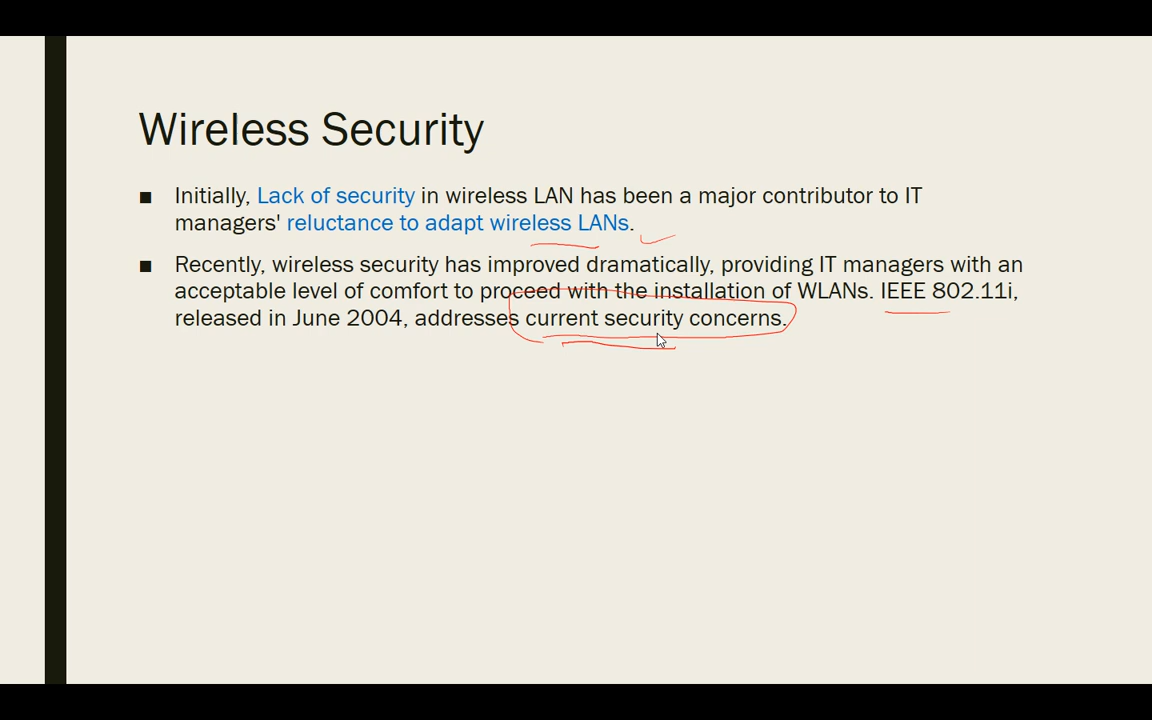 Wireless Security
■ Initially, Lack of security in wireless LAN has been a major contributor to IT
managers' reluctance to adapt wireless LANs.
■ Recently, wireless security has improved dramatically, providing IT managers with an
acceptable level of comfort to proceed with the installation of WLANs. IEEE 802.11i,
released in June 2004, addresses current security concerns.